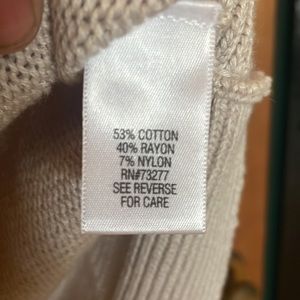 53% COTTON
40% RAYON
7% NYLON
RN#73277
SEE REVERSE
FOR CARE